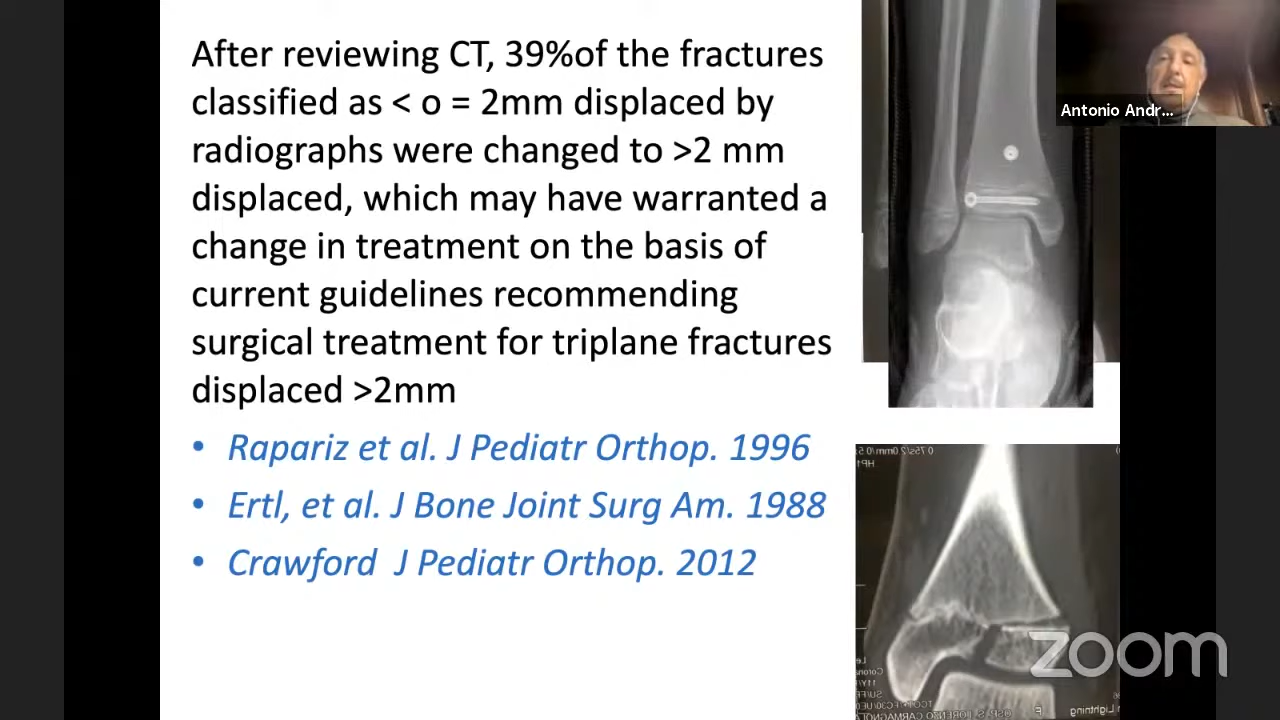 After reviewing CT, 39%of the fractures
classified as < o = 2mm displaced by
radiographs were changed to >2 mm
displaced, which may have warranted a
change in treatment on the basis of
current guidelines recommending
surgical treatment for triplane fractures
displaced >2mm
• Rapariz et al. J Pediatr Orthop. 1996
• Ertl, et al. J Bone Joint Surg Am. 1988
• Crawford J Pediatr Orthop. 2012
Antonio Andr...
HP1
zoom